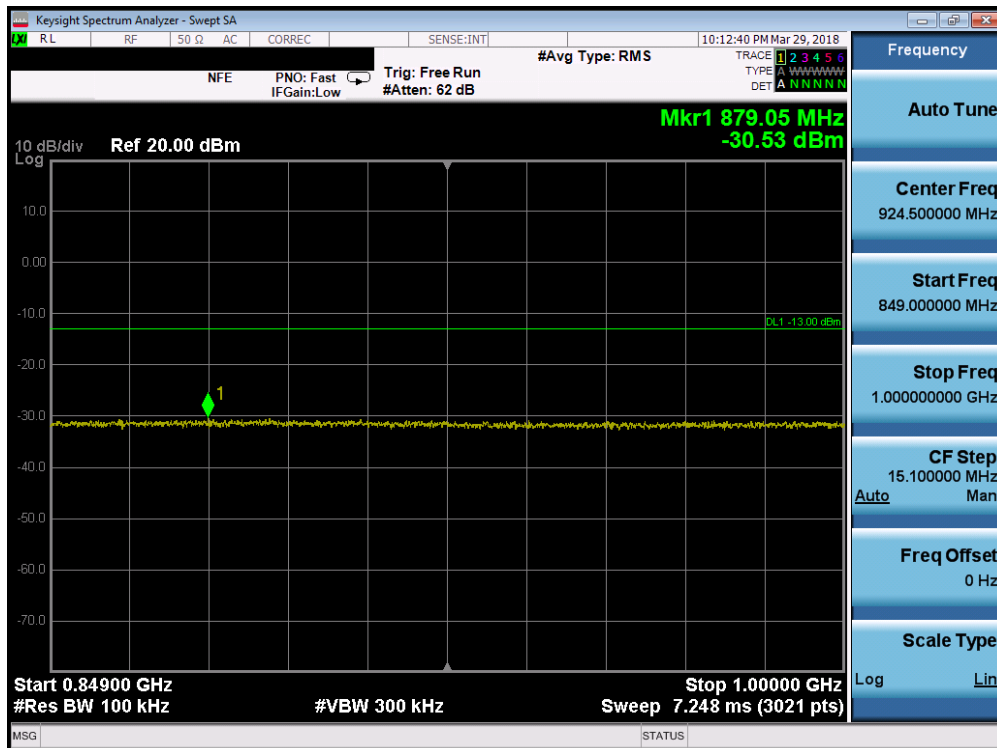 Keysight Spectrum Analyzer - Swept SA
LXI RL RF 50 Ω AC CORREC SENSE:INT 10:12:40 PM Mar 29, 2018
NFE PNO: Fast Trig: Free Run #Avg Type: RMS TRACE 1 2 3 4 5 6
IFGain:Low #Atten: 62 dB TYPE A WWWWW
DET A N N N N N
Mkr1 879.05 MHz
-30.53 dBm
10 dB/div Ref 20.00 dBm
Log
10.0
0.00
-10.0
DL1 -13.00 dBm
-20.0
1
-30.0
-40.0
-50.0
-60.0
-70.0
Start 0.84900 GHz Stop 1.00000 GHz
#Res BW 100 kHz #VBW 300 kHz Sweep 7.248 ms (3021 pts)
MSG STATUS
Frequency
Auto Tune
Center Freq
924.500000 MHz
Start Freq
849.000000 MHz
Stop Freq
1.000000000 GHz
CF Step
15.100000 MHz
Auto Man
Freq Offset
0 Hz
Scale Type
Log Lin